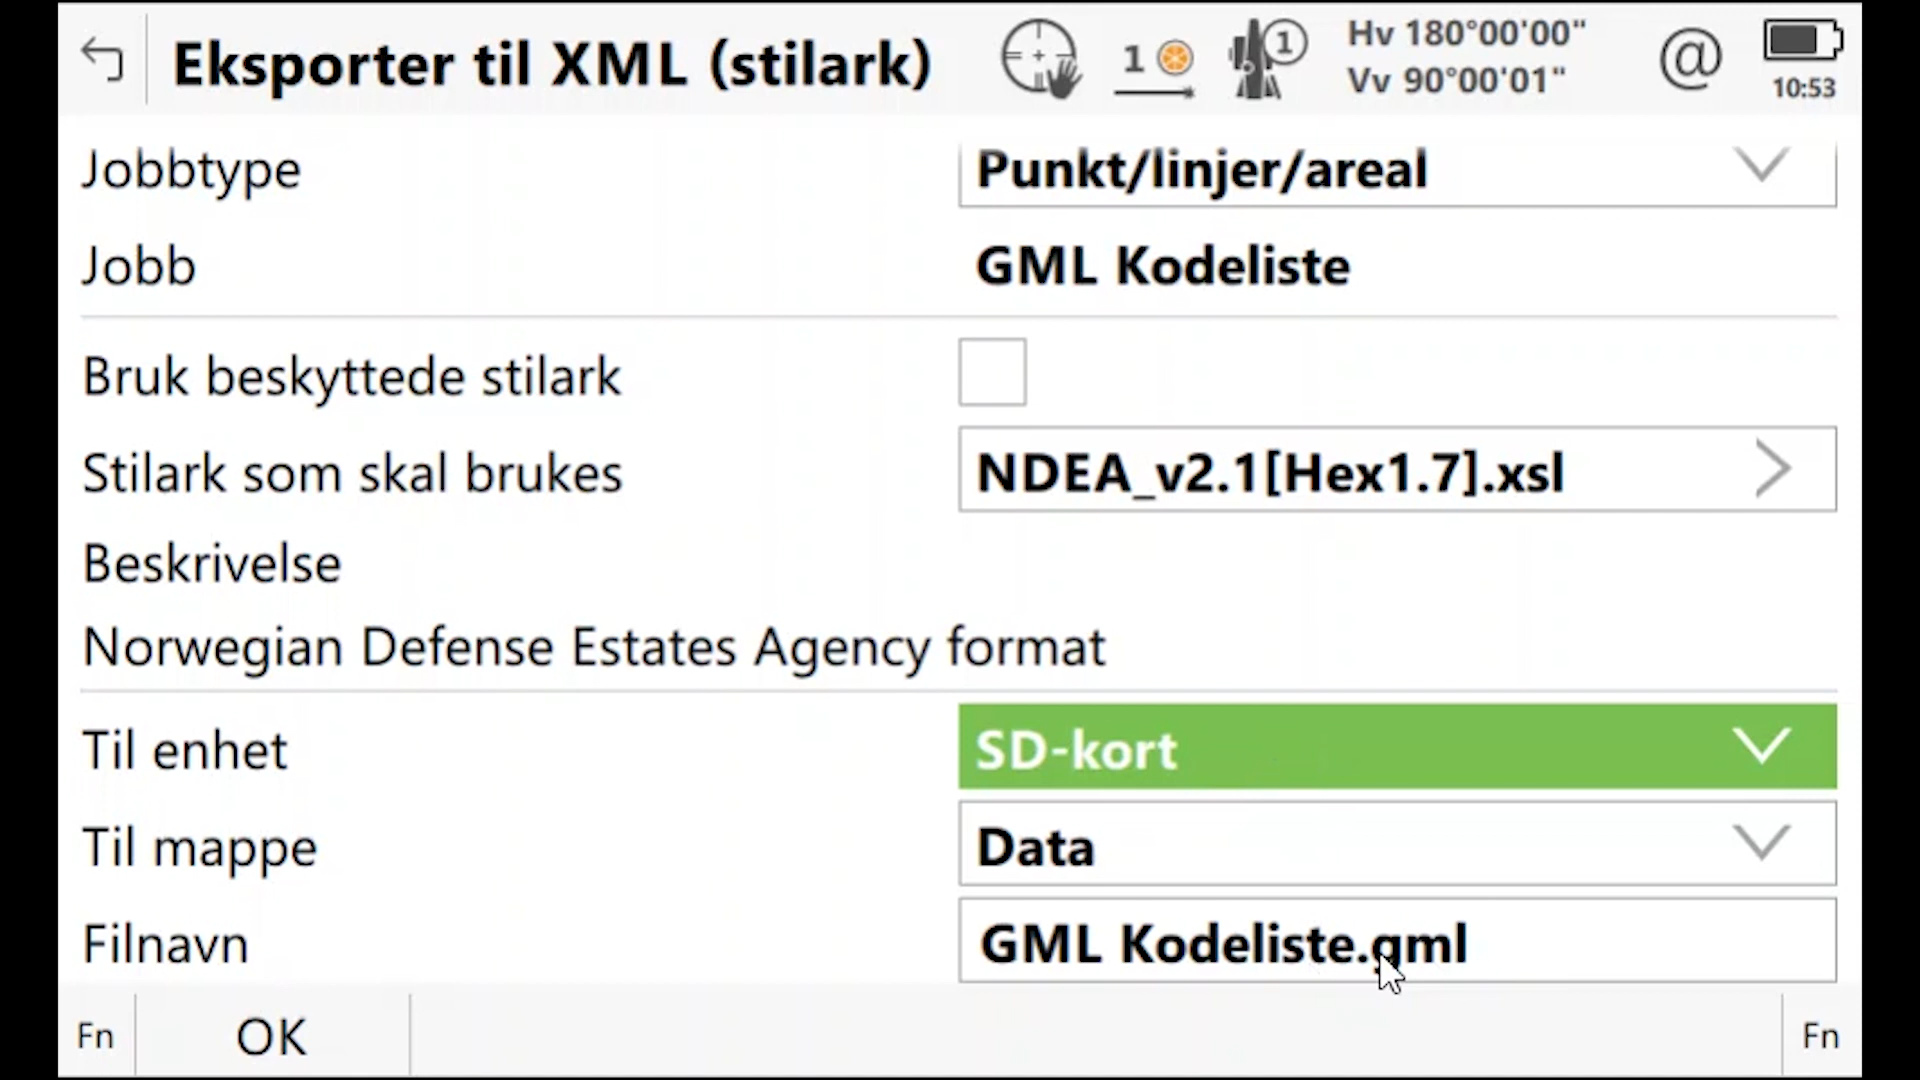 Eksporter til XML (stilark)
1
1
Hv 180°00'00"
Vv 90°00'01"
@
10:53
Jobbtype
Punkt/linjer/areal
Jobb
GML Kodeliste
Bruk beskyttede stilark
Stilark som skal brukes
NDEA_v2.1[Hex1.7].xsl
Beskrivelse
Norwegian Defense Estates Agency format
Til enhet
SD-kort
Til mappe
Data
Filnavn
GML Kodeliste.gml
Fn
OK
Fn